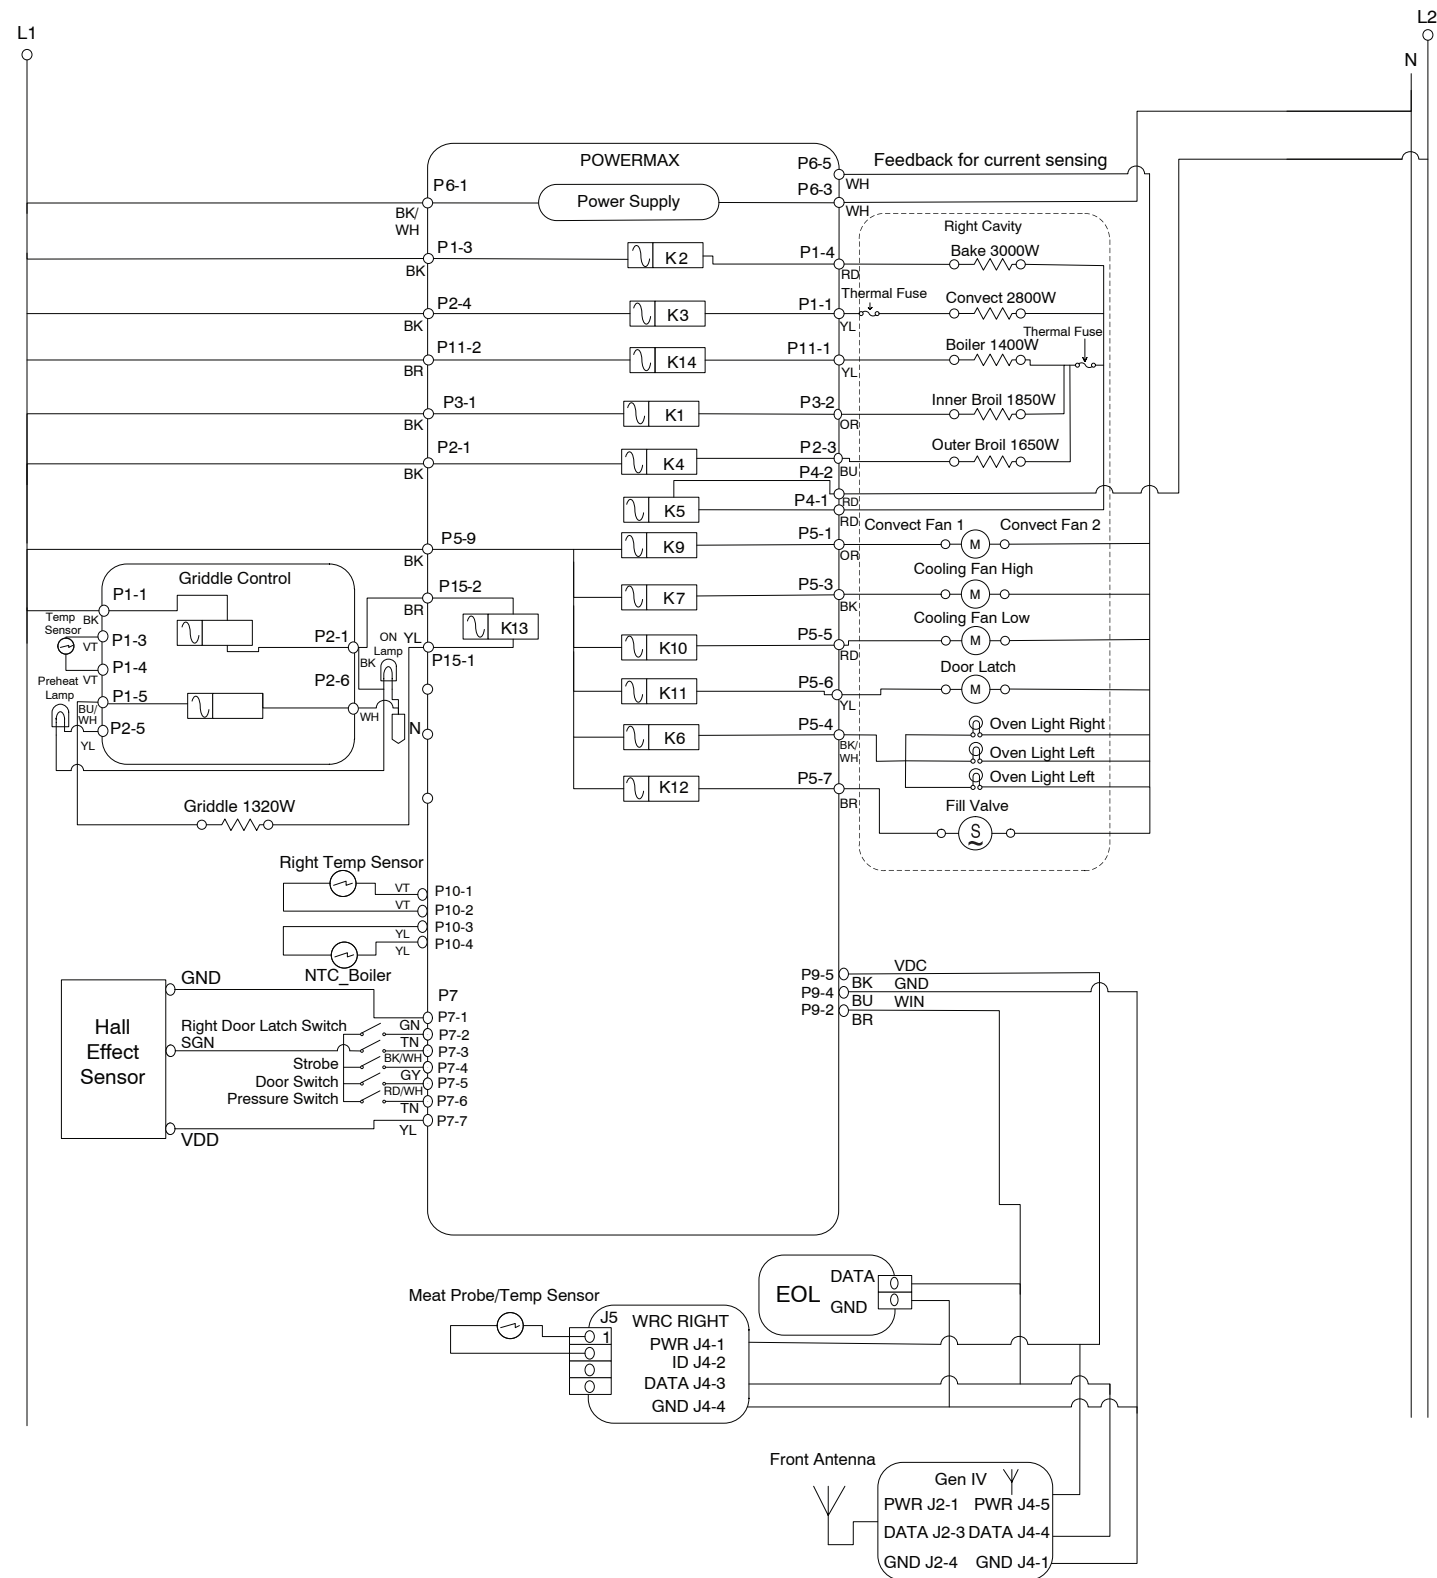 L1
L2
N
POWERMAX
P6-5
Feedback for current sensing
P6-1
Power Supply
P6-3
WH
BK/
WH
WH
Right Cavity
P1-3
K2
P1-4
Bake 3000W
BK
RD
Thermal Fuse
P2-4
K3
P1-1
Convect 2800W
BK
YL
Thermal Fuse
P11-2
K14
P11-1
Boiler 1400W
BR
YL
P3-1
K1
P3-2
Inner Broil 1850W
BK
OR
P2-1
K4
P2-3
Outer Broil 1650W
BK
BU
P4-2
RD
K5
P4-1
RD
Convect Fan 1
Convect Fan 2
P5-9
K9
P5-1
M
BK
OR
Griddle Control
Cooling Fan High
P1-1
P15-2
K7
P5-3
M
BK
BR
BK
Temp
Sensor
BK
K13
Cooling Fan Low
P1-3
VT
P2-1
ON
Lamp
YL
K10
P5-5
M
RD
P15-1
BK
P1-4
VT
Door Latch
Preheat
Lamp
P2-6
K11
P5-6
M
YL
P1-5
BU/
WH
WH
N
P2-5
YL
K6
P5-4
BK/
WH
Oven Light Right
Oven Light Left
Oven Light Left
K12
P5-7
BR
Fill Valve
S
~
Griddle 1320W
Right Temp Sensor
VT
P10-1
VT
P10-2
P10-3
YL
P10-4
YL
NTC_Boiler
Hall
Effect
Sensor
GND
P7
P7-1
Right Door Latch Switch
GN
P7-2
SGN
TN
P7-3
Strobe
BK/WH
P7-4
Door Switch
GY
P7-5
Pressure Switch
RD/WH
P7-6
TN
P7-7
VDD
YL
P9-5
VDC
BK
P9-4
GND
BU
P9-2
WIN
BR
EOL
DATA
GND
Meat Probe/Temp Sensor
J5
1
WRC RIGHT
PWR J4-1
ID J4-2
DATA J4-3
GND J4-4
Front Antenna
Gen IV
PWR J2-1 PWR J4-5
DATA J2-3 DATA J4-4
GND J2-4 GND J4-1